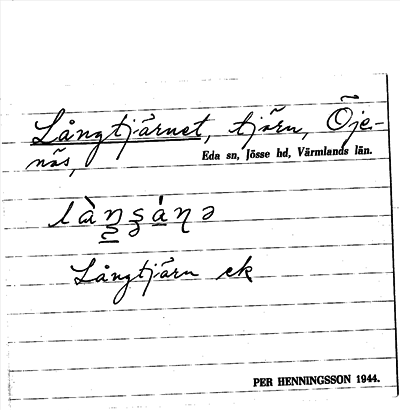 Långtjärnet, tjärn, Öje-
näs,
Eda sn, Jösse hd, Värmlands län.
Långtjärn ek
PER HENNINGSSON 1944.